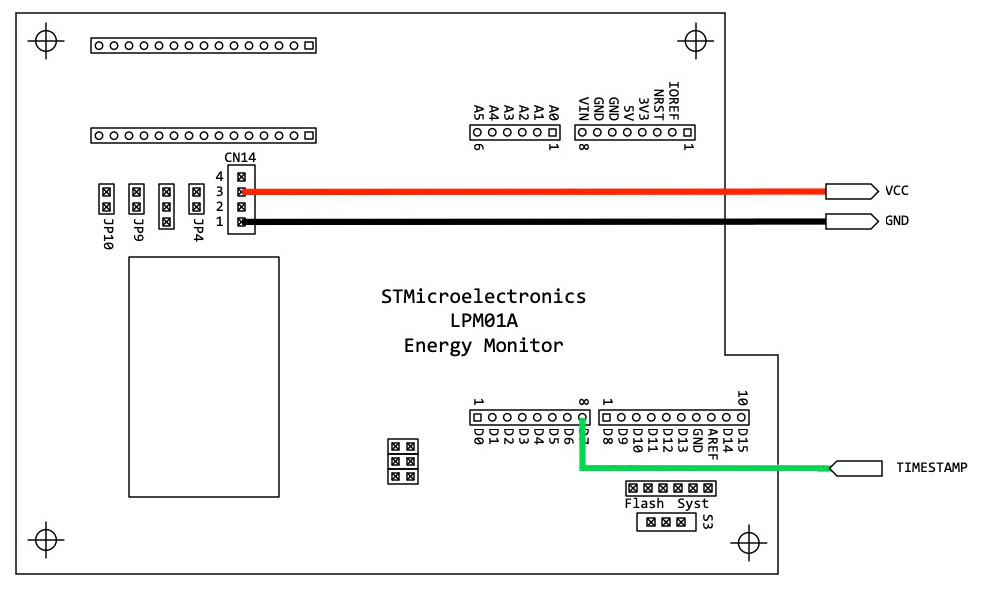 A5 A4 A3 A2 A1 A0
VIN GND GND 5V 3V3 NRST IOREF
6 1
8 1
CN14
4
3
2
1
VCC
GND
JP10 JP9 JP4
STMicroelectronics
LPM01A
Energy Monitor
1 8
1 10
D0 D1 D2 D3 D4 D5 D6 D7
D8 D9 D10 D11 D12 D13 GND AREF D14 D15
TIMESTAMP
Flash Syst
S3